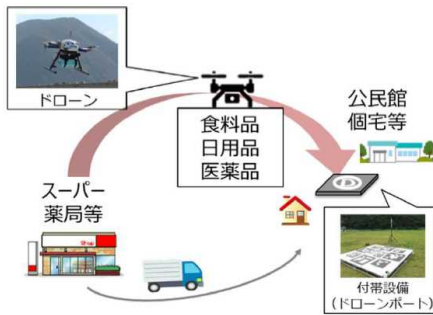 ドローン
食料品
日用品
医薬品
公民館
個宅等
スーパー
薬局等
付帯設備
(ドローンポート)